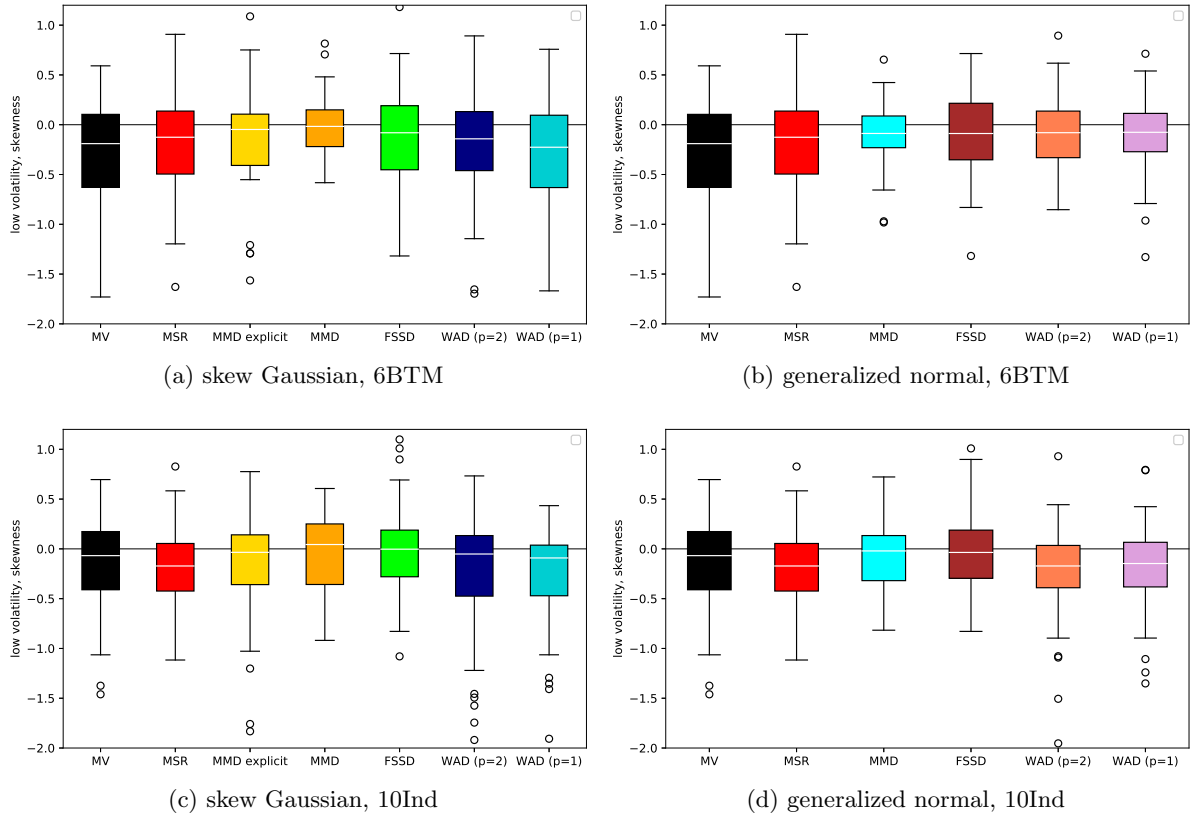 1.0
0.5
0.0
−0.5
−1.0
−1.5
−2.0
low volatility, skewness
MV MSR MMD explicit MMD FSSD WAD (p=2) WAD (p=1)
(a) skew Gaussian, 6BTM
1.0
0.5
0.0
−0.5
−1.0
−1.5
−2.0
low volatility, skewness
MV MSR MMD FSSD WAD (p=2) WAD (p=1)
(b) generalized normal, 6BTM
1.0
0.5
0.0
−0.5
−1.0
−1.5
−2.0
low volatility, skewness
MV MSR MMD explicit MMD FSSD WAD (p=2) WAD (p=1)
(c) skew Gaussian, 10Ind
1.0
0.5
0.0
−0.5
−1.0
−1.5
−2.0
low volatility, skewness
MV MSR MMD FSSD WAD (p=2) WAD (p=1)
(d) generalized normal, 10Ind